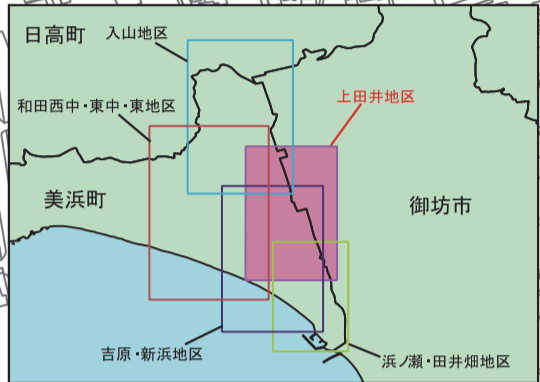 日高町
入山地区
上田井地区
和田西中・東中・東地区
美浜町
御坊市
吉原・新浜地区
浜ノ瀬・田井畑地区